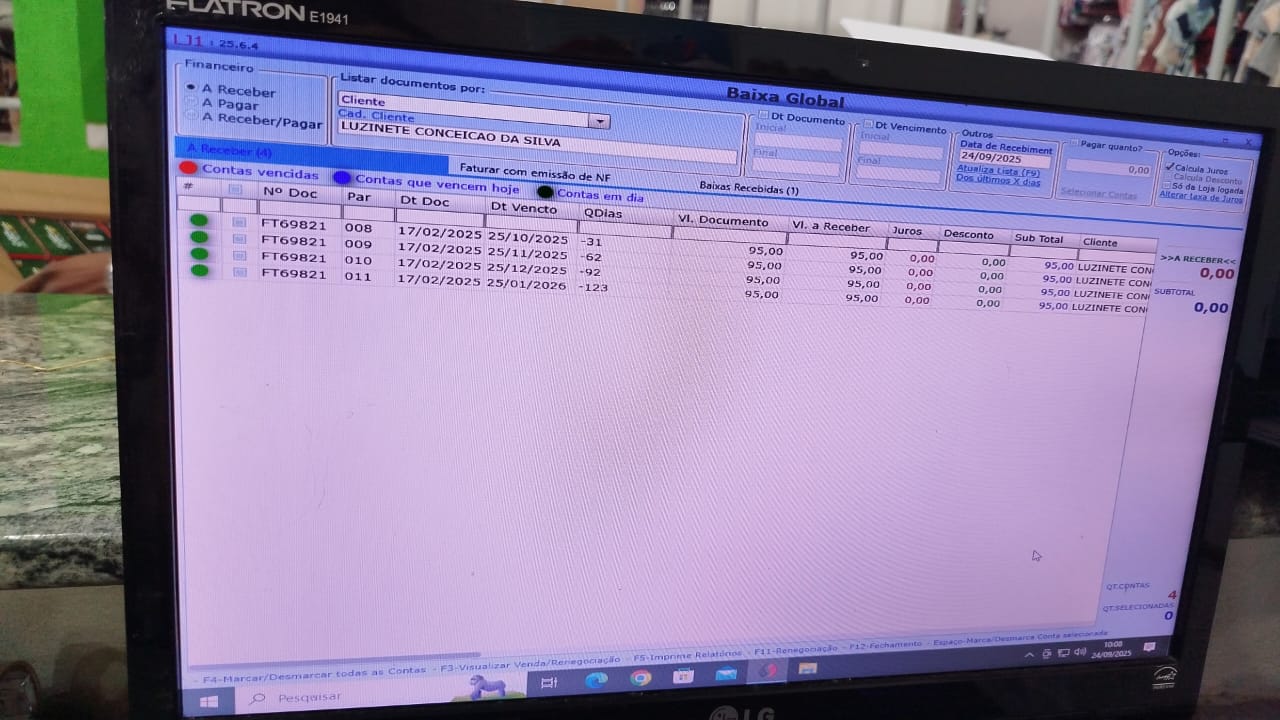 FLATRON E1941
LJ1 : 25.6.4
Baixa Global
Financeiro
A Receber
A Pagar
A Receber/Pagar
Listar documentos por:
Cliente
Cad. Cliente
LUZINETE CONCEICAO DA SILVA
Dt Documento
Inicial
Final
Dt Vencimento
Inicial
Final
Outros
Data de Recebiment
24/09/2025
Atualiza Lista (F9)
Dos últimos X dias
Pagar quanto?
0,00
Selecionar Contas
Opções:
Calcula Juros
Calcula Desconto
Só da Loja logada
Alterar taxa de Juros
A Receber (4)
Faturar com emissão de NF
Baixas Recebidas (1)
Contas vencidas Contas que vencem hoje Contas em dia
# Nº Doc Par Dt Doc Dt Vencto QDias Vl. Documento Vl. a Receber Juros Desconto Sub Total Cliente
FT69821 008 17/02/2025 25/10/2025 -31 95,00 95,00 0,00 0,00 95,00 LUZINETE CON
FT69821 009 17/02/2025 25/11/2025 -62 95,00 95,00 0,00 0,00 95,00 LUZINETE CON
FT69821 010 17/02/2025 25/12/2025 -92 95,00 95,00 0,00 0,00 95,00 LUZINETE CON
FT69821 011 17/02/2025 25/01/2026 -123 95,00 95,00 0,00 0,00 95,00 LUZINETE CON
>>A RECEBER<<
0,00
SUBTOTAL
0,00
QT.CONTAS
4
QT.SELECIONADAS
0
- F4-Marcar/Desmarcar todas as Contas - F3-Visualizar Venda/Renegociação - F5-Imprime Relatórios - F11-Renegociação - F12-Fechamento - Espaço-Marca/Desmarca Conta selecionada
Pesquisar
10:08
24/09/2025
LG